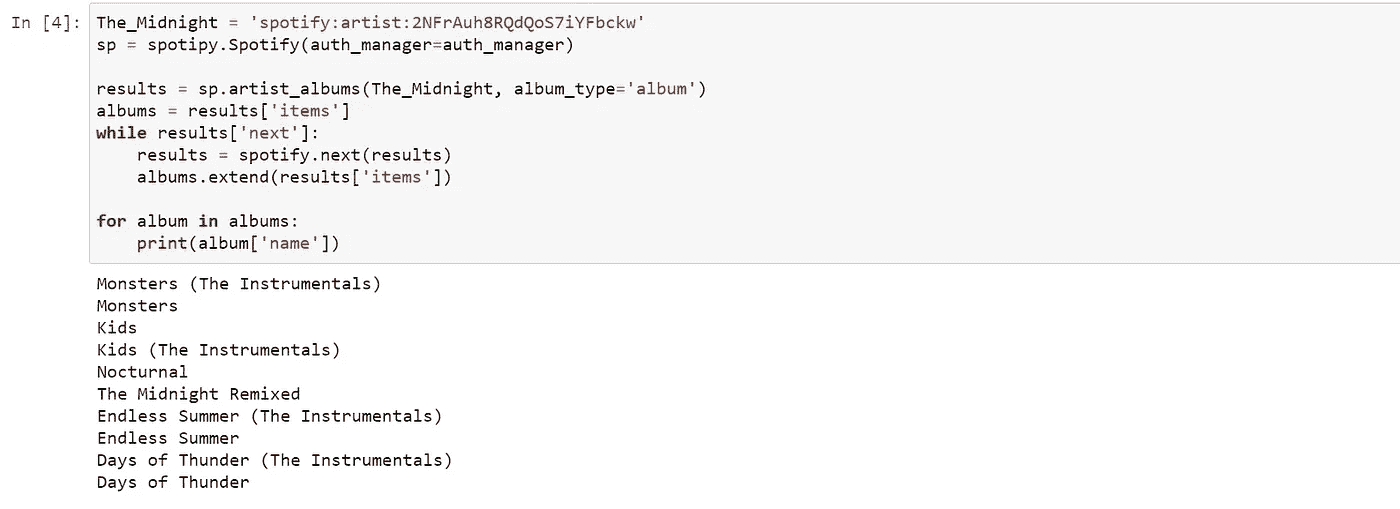 In [4]: The_Midnight = 'spotify:artist:2NFrAuh8RQdQoS7iYFbckw'
sp = spotipy.Spotify(auth_manager=auth_manager)
results = sp.artist_albums(The_Midnight, album_type='album')
albums = results['items']
while results['next']:
    results = spotify.next(results)
    albums.extend(results['items'])
for album in albums:
    print(album['name'])
Monsters (The Instrumentals)
Monsters
Kids
Kids (The Instrumentals)
Nocturnal
The Midnight Remixed
Endless Summer (The Instrumentals)
Endless Summer
Days of Thunder (The Instrumentals)
Days of Thunder